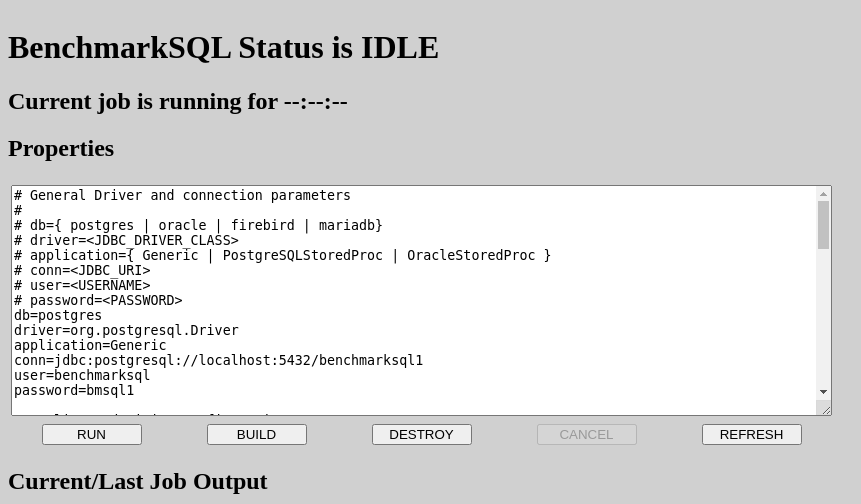 BenchmarkSQL Status is IDLE
Current job is running for --:--:--
Properties
# General Driver and connection parameters
#
# db={ postgres | oracle | firebird | mariadb}
# driver=<JDBC_DRIVER_CLASS>
# application={ Generic | PostgreSQLStoredProc | OracleStoredProc }
# conn=<JDBC_URI>
# user=<USERNAME>
# password=<PASSWORD>
db=postgres
driver=org.postgresql.Driver
application=Generic
conn=jdbc:postgresql://localhost:5432/benchmarksql1
user=benchmarksql
password=bmsql1
RUN BUILD DESTROY CANCEL REFRESH
Current/Last Job Output